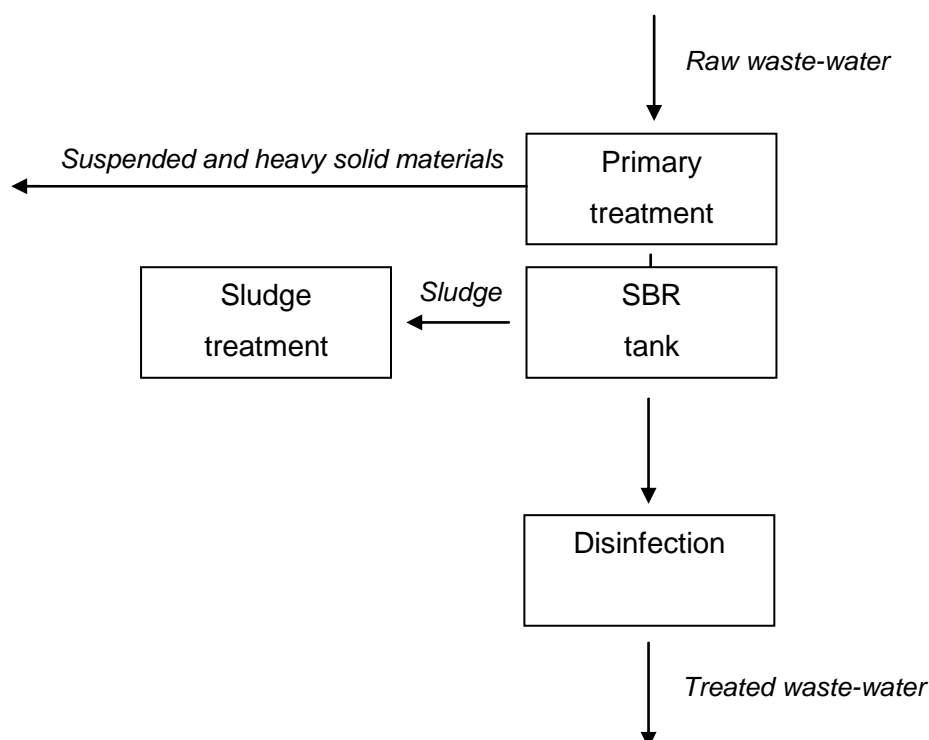 Raw waste-water
Suspended and heavy solid materials
Primary
treatment
Sludge
treatment
Sludge
SBR
tank
Disinfection
Treated waste-water